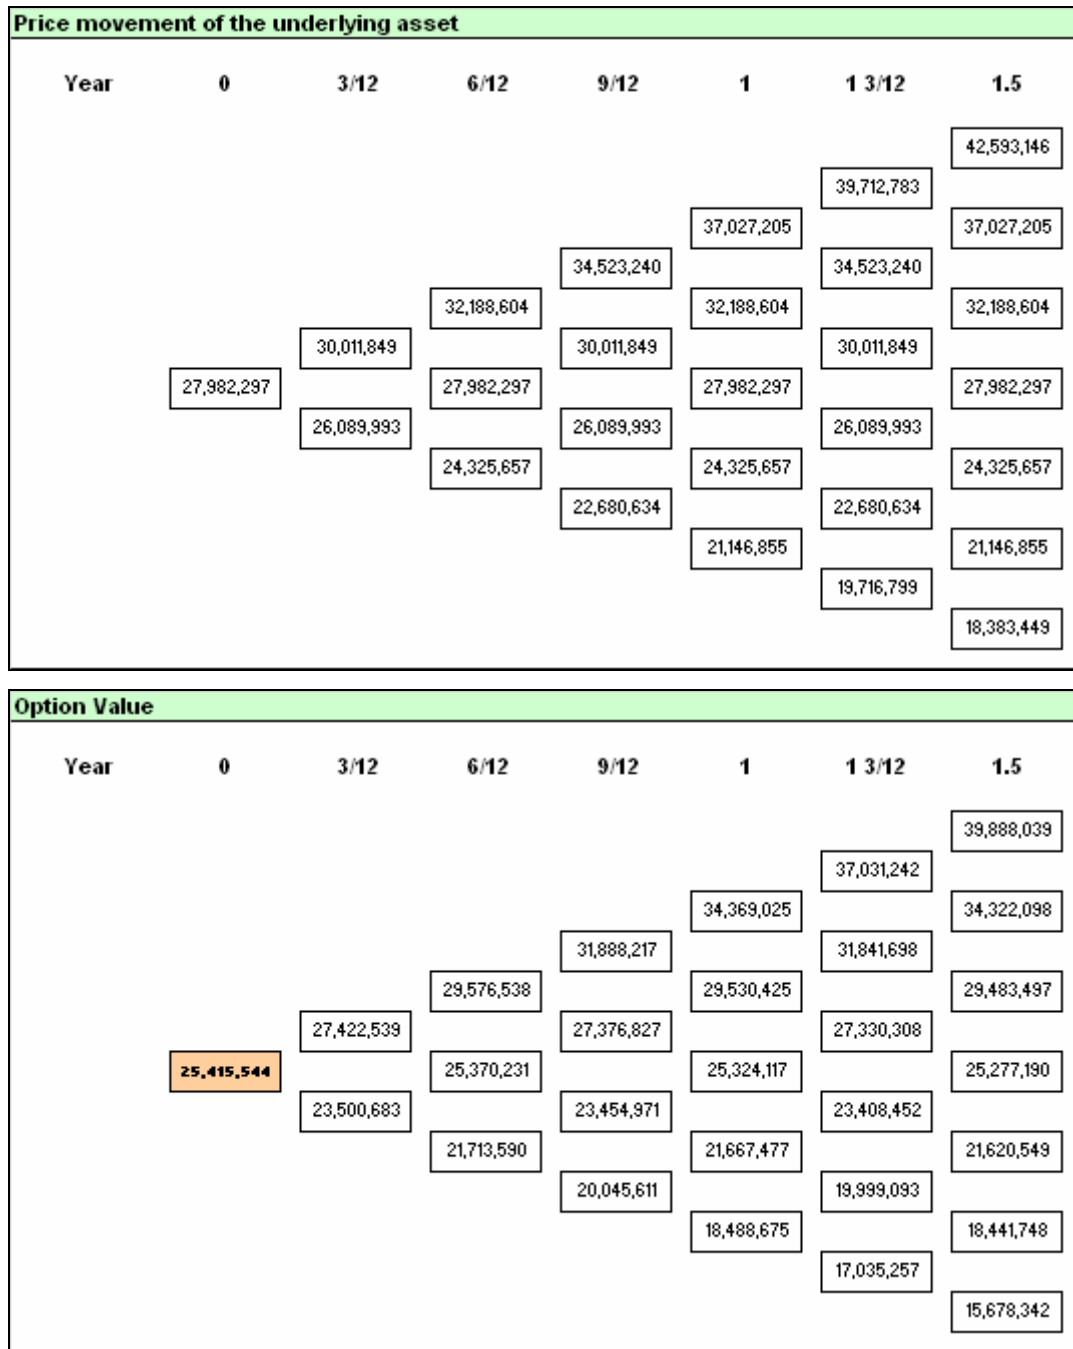 Price movement of the underlying asset
Year 0 3/12 6/12 9/12 1 1 3/12 1.5
42,593,146
39,712,783
37,027,205 37,027,205
34,523,240 34,523,240
32,188,604 32,188,604 32,188,604
30,011,849 30,011,849 30,011,849
27,982,297 27,982,297 27,982,297 27,982,297
26,089,993 26,089,993 26,089,993
24,325,657 24,325,657 24,325,657
22,680,634 22,680,634
21,146,855 21,146,855
19,716,799
18,383,449
Option Value
Year 0 3/12 6/12 9/12 1 1 3/12 1.5
39,888,039
37,031,242
34,369,025 34,322,098
31,888,217 31,841,698
29,576,538 29,530,425 29,483,497
27,422,539 27,376,827 27,330,308
25,415,544 25,370,231 25,324,117 25,277,190
23,500,683 23,454,971 23,408,452
21,713,590 21,667,477 21,620,549
20,045,611 19,999,093
18,488,675 18,441,748
17,035,257
15,678,342